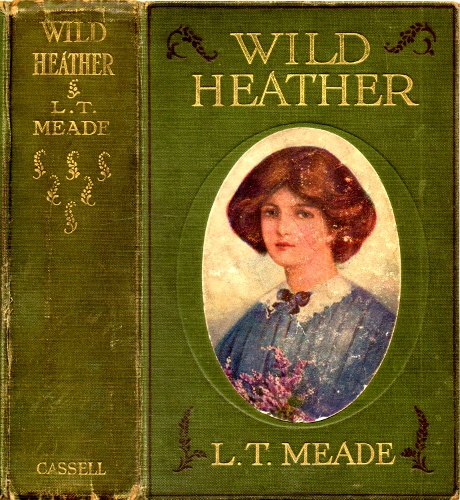 WILD
HEATHER
L. T.
MEADE
CASSELL
WILD
HEATHER
L.T. MEADE